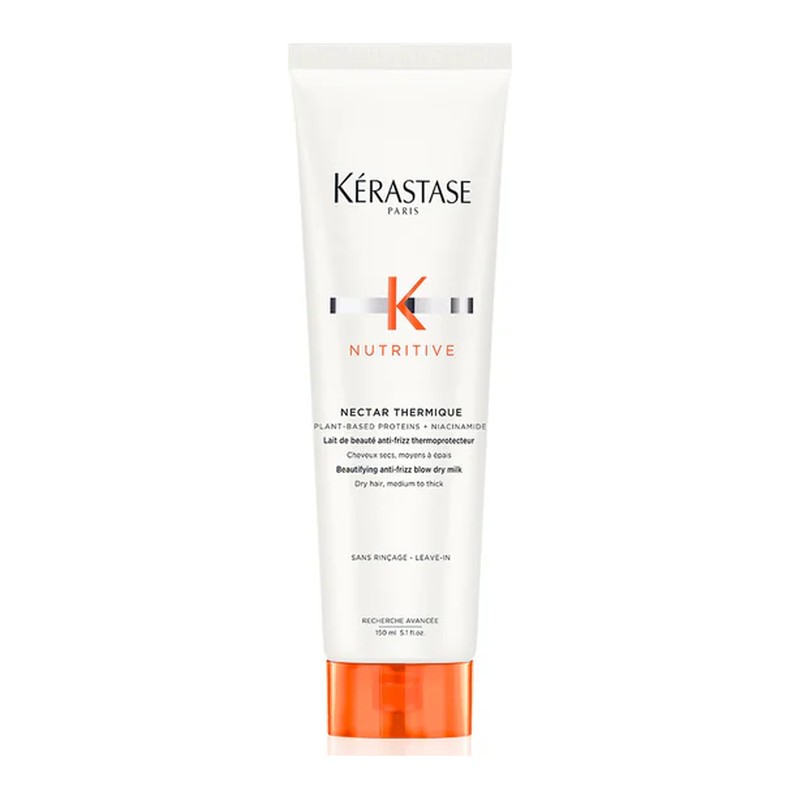 KÉRASTASE
PARIS
K
NUTRITIVE
NECTAR THERMIQUE
PLANT-BASED PROTEINS + NIACINAMIDE
Lait de beauté anti-frizz thermoprotecteur
Cheveux secs, moyens à épais
Beautifying anti-frizz blow dry milk
Dry hair, medium to thick
SANS RINÇAGE - LEAVE-IN
RECHERCHE AVANCÉE
150 ml 5.1 fl.oz.